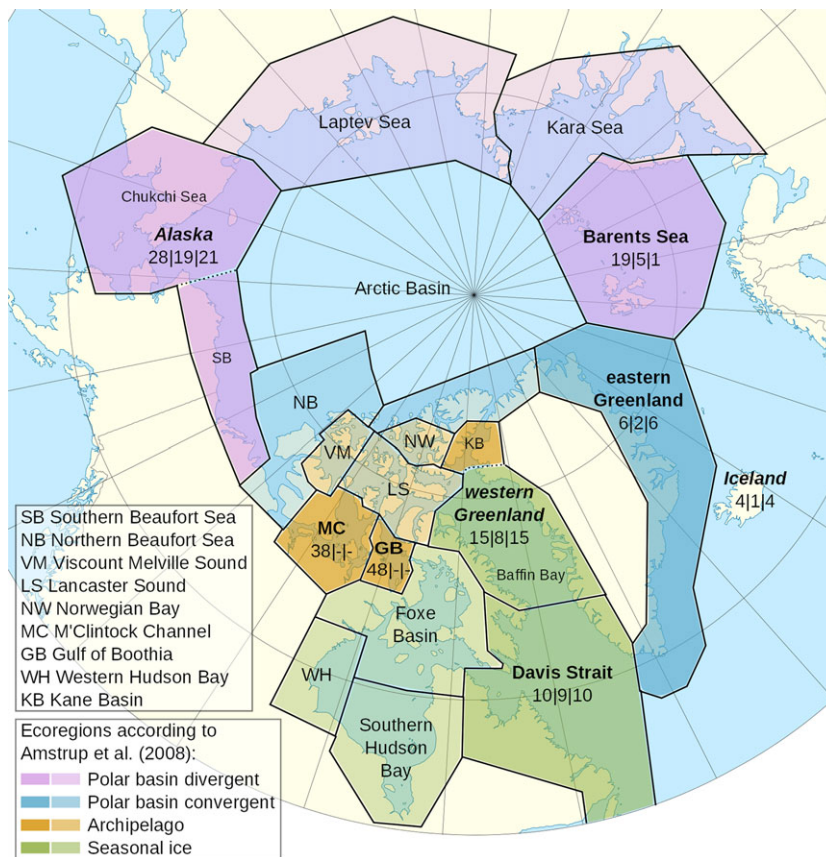 Laptev Sea
Kara Sea
Chukchi Sea
Alaska
28|19|21
Barents Sea
19|5|1
Arctic Basin
SB
NB
eastern
Greenland
6|2|6
VM
NW
KB
LS
western
Greenland
15|8|15
Iceland
4|1|4
MC
38|-|-
GB
48|-|-
Baffin Bay
Foxe
Basin
WH
Davis Strait
10|9|10
Southern
Hudson
Bay
SB Southern Beaufort Sea
NB Northern Beaufort Sea
VM Viscount Melville Sound
LS Lancaster Sound
NW Norwegian Bay
MC M'Clintock Channel
GB Gulf of Boothia
WH Western Hudson Bay
KB Kane Basin
Ecoregions according to
Amstrup et al. (2008):
Polar basin divergent
Polar basin convergent
Archipelago
Seasonal ice